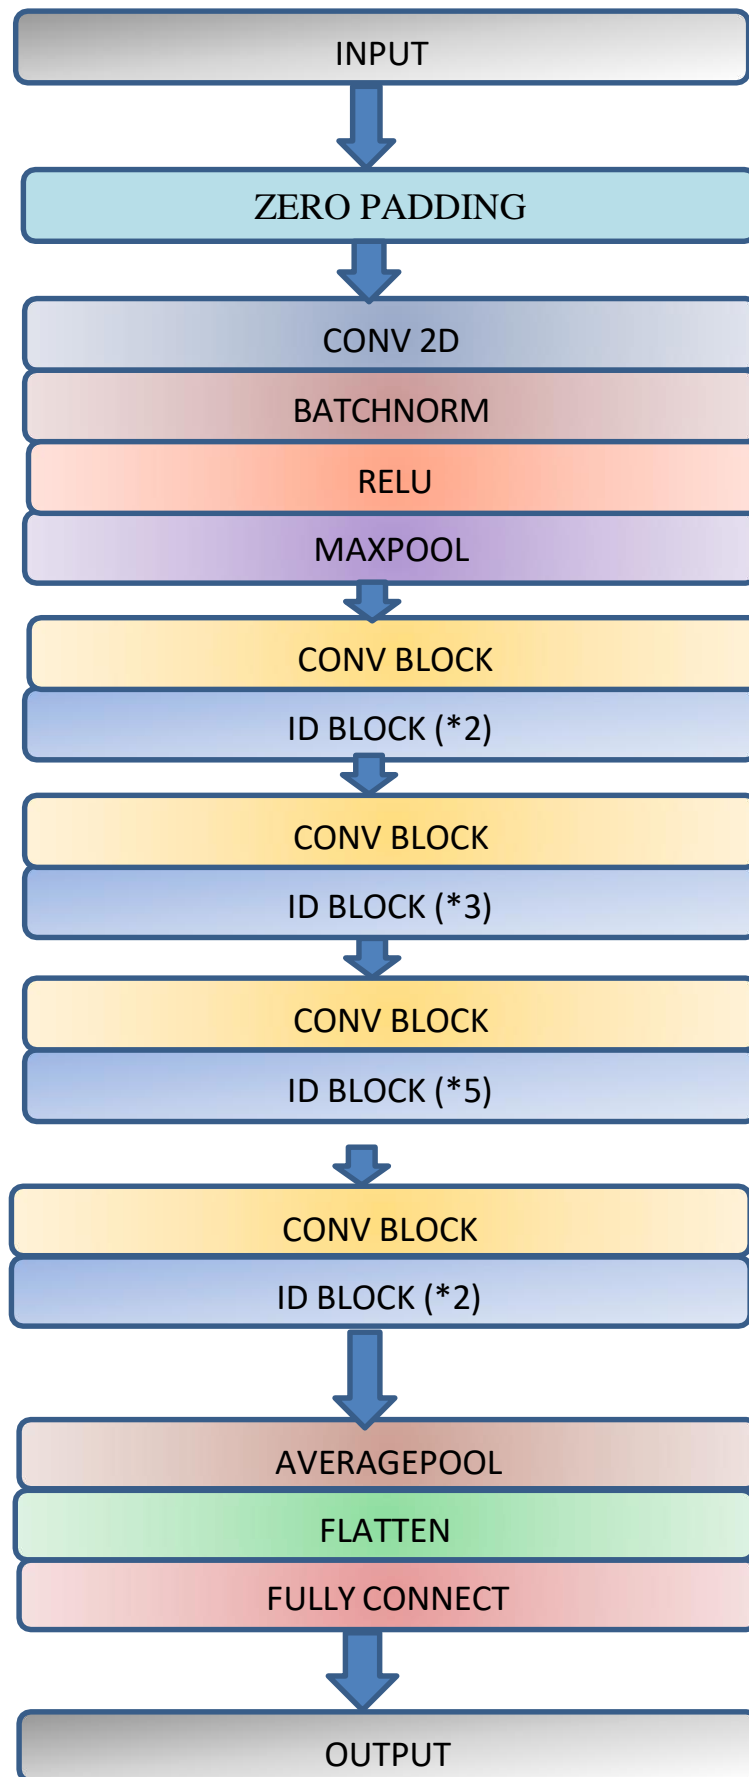 INPUT
ZERO PADDING
CONV 2D
BATCHNORM
RELU
MAXPOOL
CONV BLOCK
ID BLOCK (*2)
CONV BLOCK
ID BLOCK (*3)
CONV BLOCK
ID BLOCK (*5)
CONV BLOCK
ID BLOCK (*2)
AVERAGEPOOL
FLATTEN
FULLY CONNECT
OUTPUT